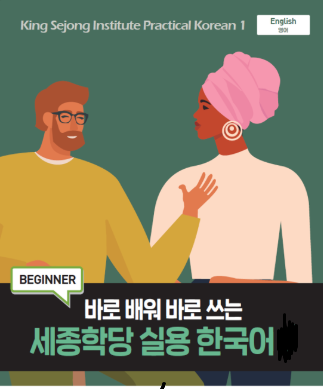 King Sejong Institute Practical Korean 1
English
영어
BEGINNER
바로 배워 바로 쓰는
세종학당 실용 한국어